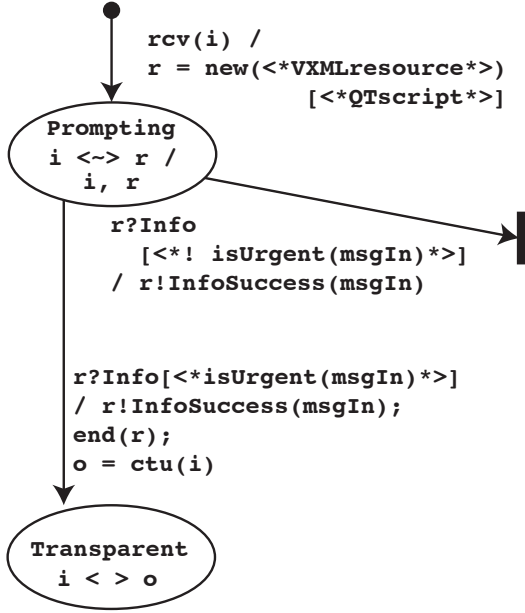 rcv(i) /
r = new(<*VXMLresource*>)
[<*QTscript*>]
Prompting
i <~> r /
i, r
r?Info
[<*! isUrgent(msgIn)*>]
/ r!InfoSuccess(msgIn)
r?Info[<*isUrgent(msgIn)*>]
/ r!InfoSuccess(msgIn);
end(r);
o = ctu(i)
Transparent
i < > o